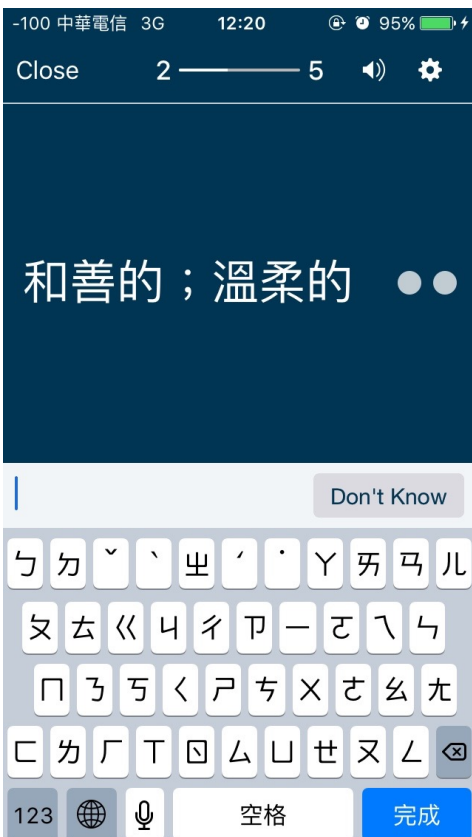 -100 中華電信 3G 12:20 95%
Close 2 5
和善的；溫柔的
Don't Know
ㄅ ㄉ ˇ ˋ ㄓ ˊ ˙ ㄚ ㄞ ㄢ ㄦ
ㄆ ㄊ ㄍ ㄐ ㄔ ㄗ ㄧ ㄛ ㄟ ㄣ
ㄇ ㄋ ㄎ ㄑ ㄕ ㄘ ㄨ ㄜ ㄠ ㄤ
ㄈ ㄌ ㄏ ㄒ ㄖ ㄙ ㄩ ㄝ ㄡ ㄥ
123 空格 完成